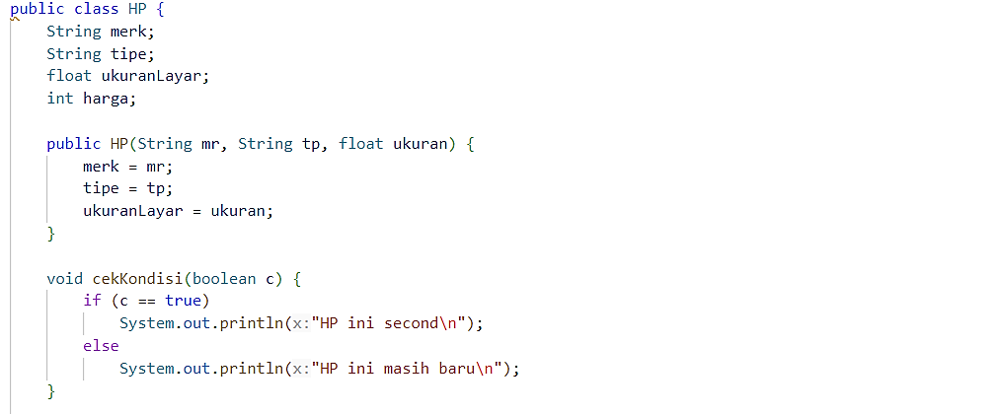 public class HP {
    String merk;
    String tipe;
    float ukuranLayar;
    int harga;
    public HP(String mr, String tp, float ukuran) {
        merk = mr;
        tipe = tp;
        ukuranLayar = ukuran;
    }
    void cekKondisi(boolean c) {
        if (c == true)
            System.out.println(x:"HP ini second\n");
        else
            System.out.println(x:"HP ini masih baru\n");
    }